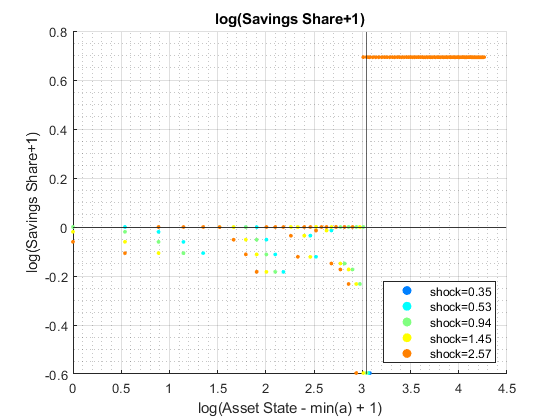 log(Savings Share+1)
0.8
0.6
0.4
0.2
0
-0.2
-0.4
-0.6
log(Savings Share+1)
0 0.5 1 1.5 2 2.5 3 3.5 4 4.5
log(Asset State - min(a) + 1)
shock=0.35
shock=0.53
shock=0.94
shock=1.45
shock=2.57